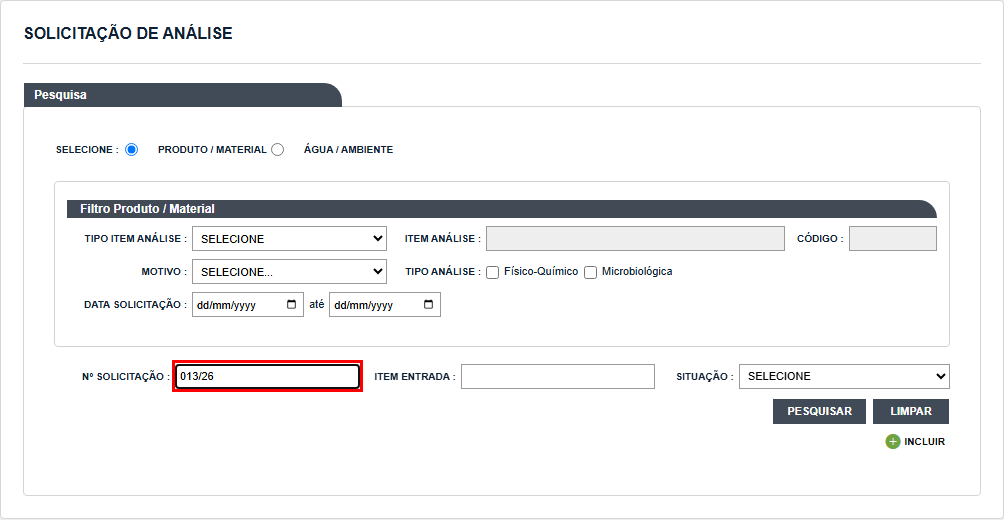 SOLICITAÇÃO DE ANÁLISE
Pesquisa
SELECIONE : PRODUTO / MATERIAL ÁGUA / AMBIENTE
Filtro Produto / Material
TIPO ITEM ANÁLISE : SELECIONE ITEM ANÁLISE : CÓDIGO :
MOTIVO : SELECIONE... TIPO ANÁLISE : Físico-Químico Microbiológica
DATA SOLICITAÇÃO : dd/mm/yyyy até dd/mm/yyyy
Nº SOLICITAÇÃO : 013/26 ITEM ENTRADA : SITUAÇÃO : SELECIONE
PESQUISAR LIMPAR
INCLUIR